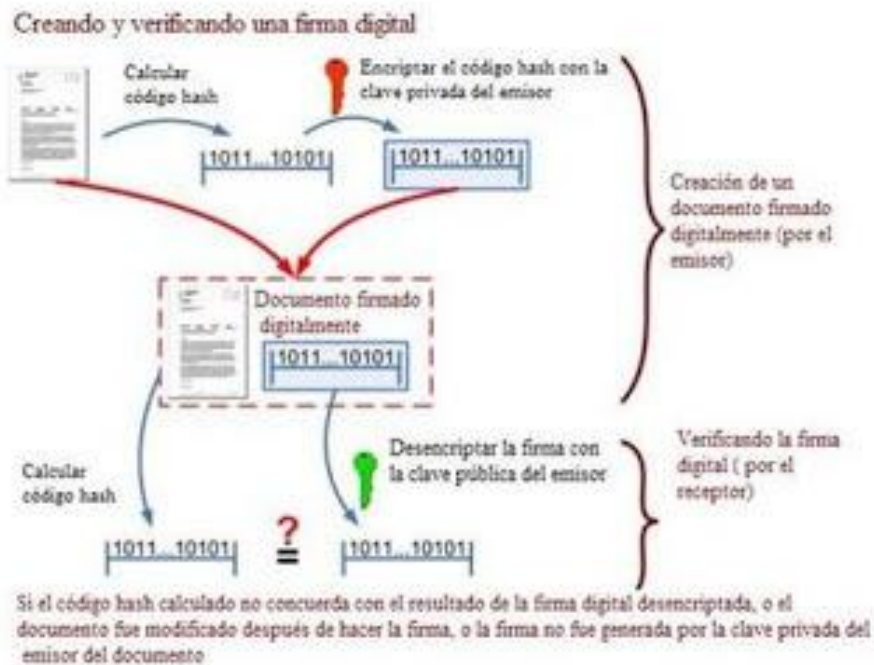 Creando y verificando una firma digital
Calcular
código hash
Encriptar el código hash con la
clave privada del emisor
1011...10101
1011...10101
Creación de un
documento firmado
digitalmente (por el
emisor)
Documento firmado
digitalmente
1011...10101
Calcular
código hash
Desencriptar la firma con
la clave pública del emisor
Verificando la firma
digital ( por el
receptor)
1011...10101
?
=
1011...10101
Si el código hash calculado no concuerda con el resultado de la firma digital desencriptada, o el
documento fue modificado después de hacer la firma, o la firma no fue generada por la clave privada del
emisor del documento